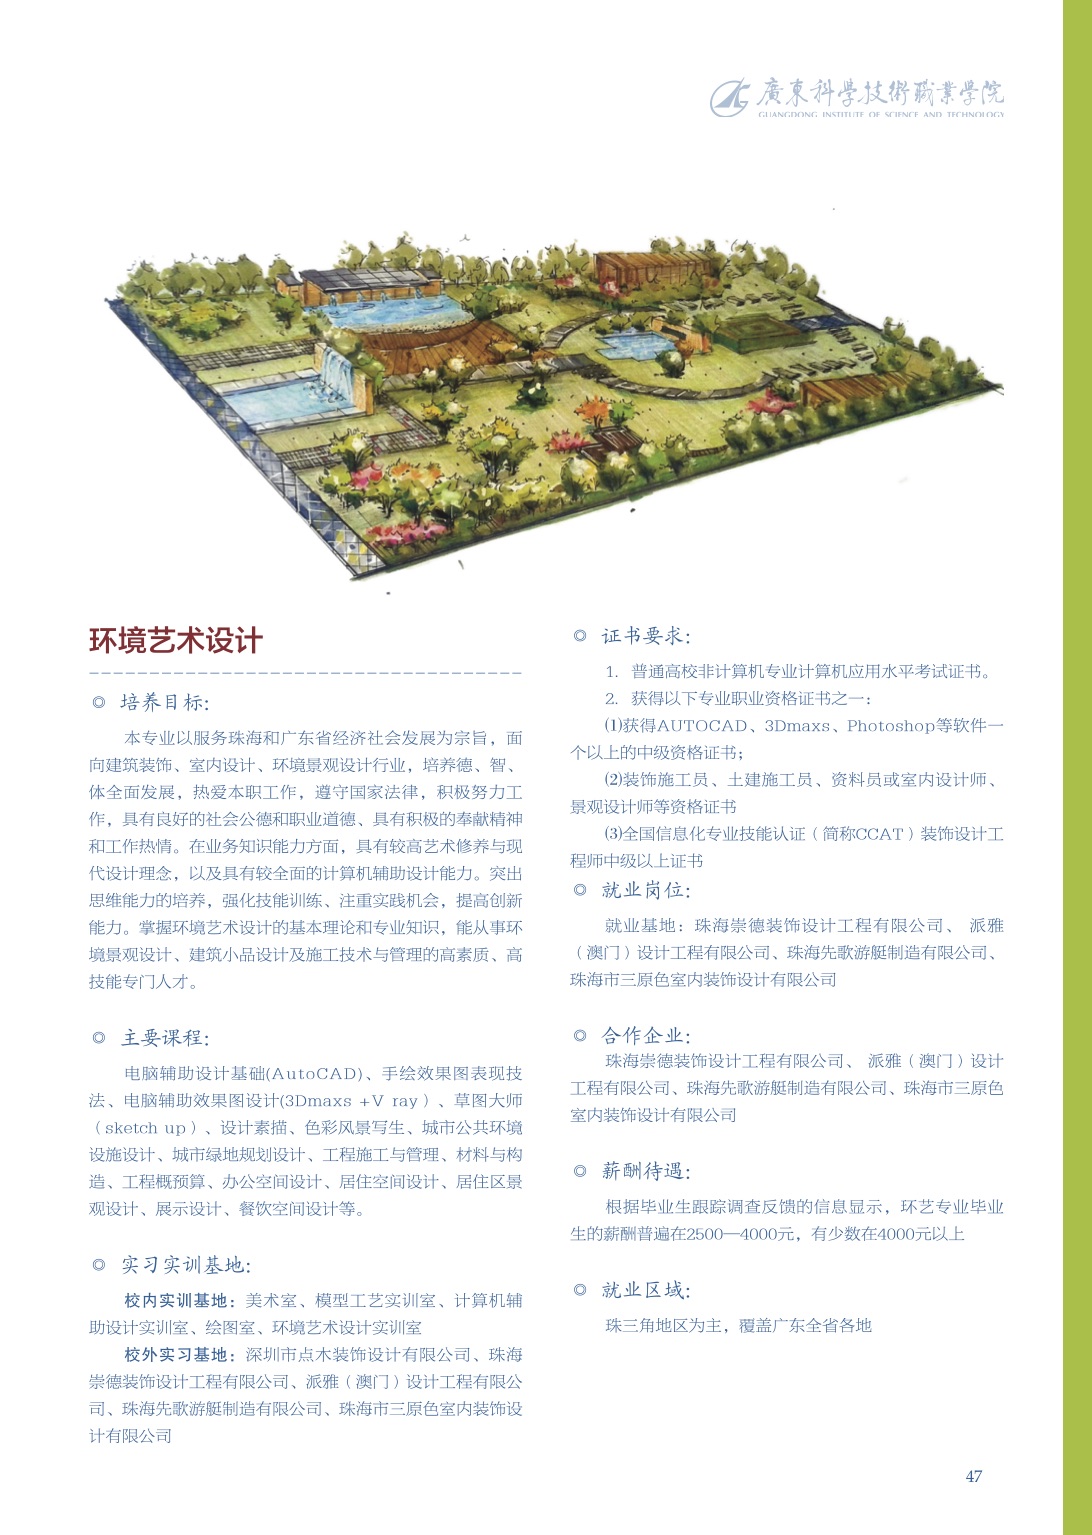 廣東科学技術職業學院
GUANGDONG INSTITUTE OF SCIENCE AND TECHNOLOGY
环境艺术设计
◎ 培养目标：
本专业以服务珠海和广东省经济社会发展为宗旨，面
向建筑装饰、室内设计、环境景观设计行业，培养德、智、
体全面发展，热爱本职工作，遵守国家法律，积极努力工
作，具有良好的社会公德和职业道德、具有积极的奉献精神
和工作热情。在业务知识能力方面，具有较高艺术修养与现
代设计理念，以及具有较全面的计算机辅助设计能力。突出
思维能力的培养，强化技能训练、注重实践机会，提高创新
能力。掌握环境艺术设计的基本理论和专业知识，能从事环
境景观设计、建筑小品设计及施工技术与管理的高素质、高
技能专门人才。
◎ 主要课程：
电脑辅助设计基础(AutoCAD)、手绘效果图表现技
法、电脑辅助效果图设计(3Dmaxs +V ray）、草图大师
（sketch up）、设计素描、色彩风景写生、城市公共环境
设施设计、城市绿地规划设计、工程施工与管理、材料与构
造、工程概预算、办公空间设计、居住空间设计、居住区景
观设计、展示设计、餐饮空间设计等。
◎ 实习实训基地：
校内实训基地：美术室、模型工艺实训室、计算机辅
助设计实训室、绘图室、环境艺术设计实训室
校外实习基地：深圳市点木装饰设计有限公司、珠海
崇德装饰设计工程有限公司、派雅（澳门）设计工程有限公
司、珠海先歌游艇制造有限公司、珠海市三原色室内装饰设
计有限公司
◎ 证书要求：
1. 普通高校非计算机专业计算机应用水平考试证书。
2. 获得以下专业职业资格证书之一：
⑴获得AUTOCAD、3Dmaxs、Photoshop等软件一
个以上的中级资格证书；
⑵装饰施工员、土建施工员、资料员或室内设计师、
景观设计师等资格证书
⑶全国信息化专业技能认证（简称CCAT）装饰设计工
程师中级以上证书
◎ 就业岗位：
就业基地：珠海崇德装饰设计工程有限公司、 派雅
（澳门）设计工程有限公司、珠海先歌游艇制造有限公司、
珠海市三原色室内装饰设计有限公司
◎ 合作企业：
珠海崇德装饰设计工程有限公司、 派雅（澳门）设计
工程有限公司、珠海先歌游艇制造有限公司、珠海市三原色
室内装饰设计有限公司
◎ 薪酬待遇：
根据毕业生跟踪调查反馈的信息显示，环艺专业毕业
生的薪酬普遍在2500—4000元，有少数在4000元以上
◎ 就业区域：
珠三角地区为主，覆盖广东全省各地
47